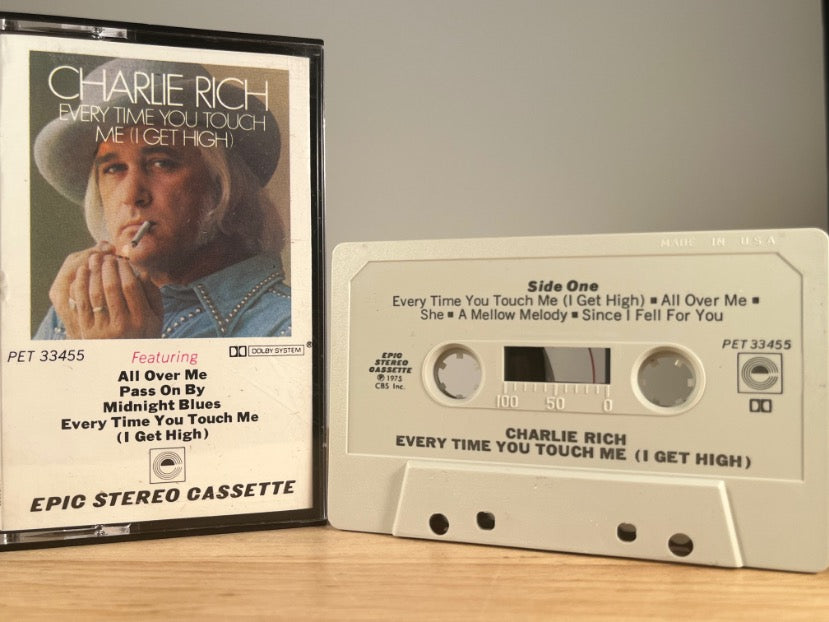 CHARLIE RICH
EVERY TIME YOU TOUCH
ME (I GET HIGH)
PET 33455
Featuring
DOLBY SYSTEM ®
All Over Me
Pass On By
Midnight Blues
Every Time You Touch Me
(I Get High)
EPIC STEREO CASSETTE
MADE IN U.S.A.
Side One
Every Time You Touch Me (I Get High) ■ All Over Me ■
She ■ A Mellow Melody ■ Since I Fell For You
EPIC
STEREO
CASSETTE
℗ 1975
CBS Inc.
PET 33455
100 50 0
CHARLIE RICH
EVERY TIME YOU TOUCH ME (I GET HIGH)